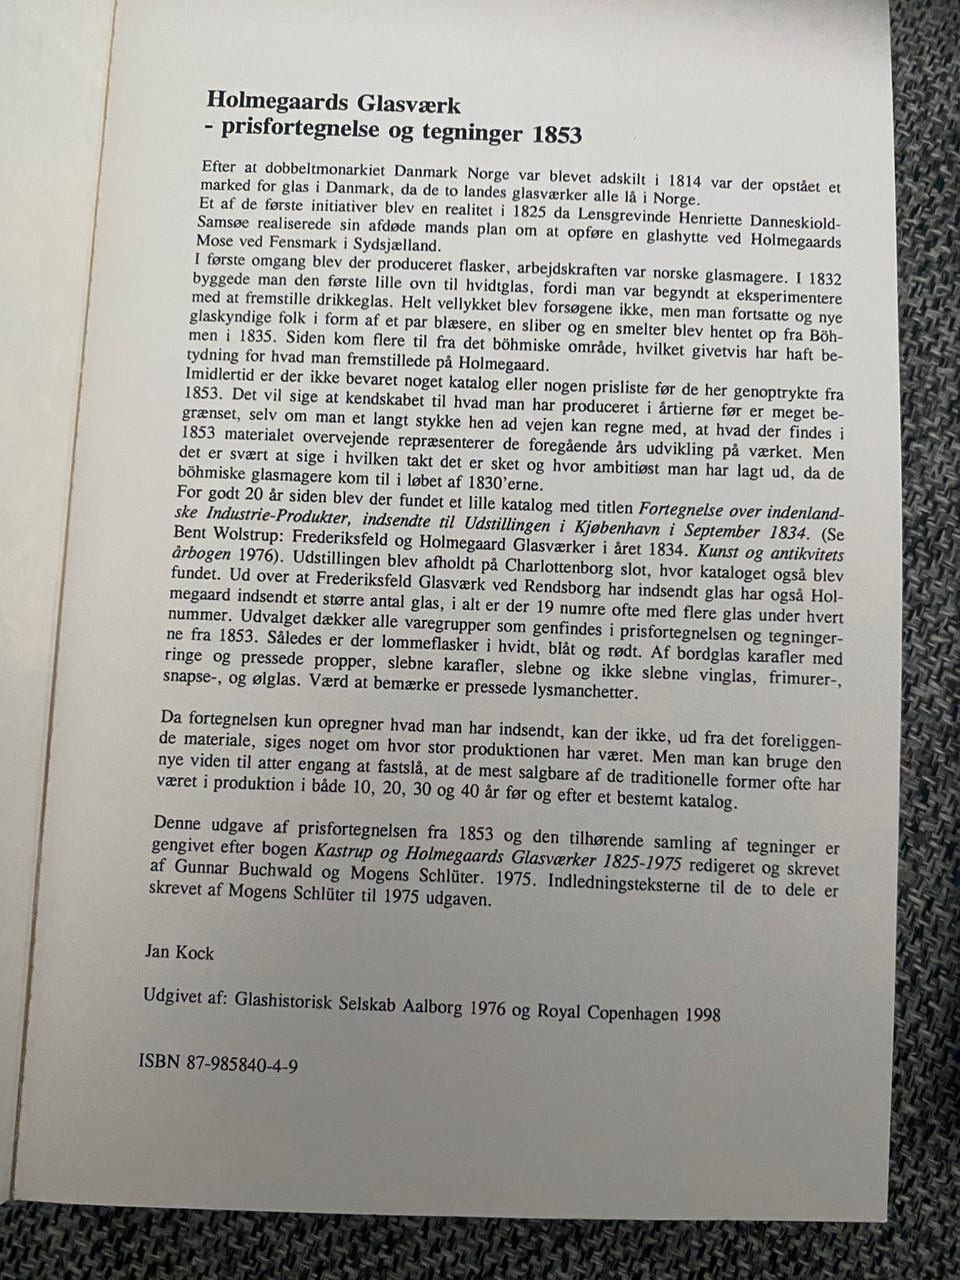 Holmegaards Glasværk
- prisfortegnelse og tegninger 1853
Efter at dobbeltmonarkiet Danmark Norge var blevet adskilt i 1814 var der opstået et
marked for glas i Danmark, da de to landes glasværker alle lå i Norge.
Et af de første initiativer blev en realitet i 1825 da Lensgrevinde Henriette Danneskiold-
Samsøe realiserede sin afdøde mands plan om at opføre en glashytte ved Holmegaards
Mose ved Fensmark i Sydsjælland.
I første omgang blev der produceret flasker, arbejdskraften var norske glasmagere. I 1832
byggede man den første lille ovn til hvidtglas, fordi man var begyndt at eksperimentere
med at fremstille drikkeglas. Helt vellykket blev forsøgene ikke, men man fortsatte og nye
glaskyndige folk i form af et par blæsere, en sliber og en smelter blev hentet op fra Böh-
men i 1835. Siden kom flere til fra det böhmiske område, hvilket givetvis har haft be-
tydning for hvad man fremstillede på Holmegaard.
Imidlertid er der ikke bevaret noget katalog eller nogen prisliste før de her genoptrykte fra
1853. Det vil sige at kendskabet til hvad man har produceret i årtierne før er meget be-
grænset, selv om man et langt stykke hen ad vejen kan regne med, at hvad der findes i
1853 materialet overvejende repræsenterer de foregående års udvikling på værket. Men
det er svært at sige i hvilken takt det er sket og hvor ambitiøst man har lagt ud, da de
böhmiske glasmagere kom til i løbet af 1830'erne.
For godt 20 år siden blev der fundet et lille katalog med titlen Fortegnelse over indenland-
ske Industrie-Produkter, indsendte til Udstillingen i Kjøbenhavn i September 1834. (Se
Bent Wolstrup: Frederiksfeld og Holmegaard Glasværker i året 1834. Kunst og antikvitets
årbogen 1976). Udstillingen blev afholdt på Charlottenborg slot, hvor kataloget også blev
fundet. Ud over at Frederiksfeld Glasværk ved Rendsborg har indsendt glas har også Hol-
megaard indsendt et større antal glas, i alt er der 19 numre ofte med flere glas under hvert
nummer. Udvalget dækker alle varegrupper som genfindes i prisfortegnelsen og tegninger-
ne fra 1853. Således er der lommeflasker i hvidt, blåt og rødt. Af bordglas karafler med
ringe og pressede propper, slebne karafler, slebne og ikke slebne vinglas, frimurer-,
snapse-, og ølglas. Værd at bemærke er pressede lysmanchetter.
Da fortegnelsen kun opregner hvad man har indsendt, kan der ikke, ud fra det foreliggen-
de materiale, siges noget om hvor stor produktionen har været. Men man kan bruge den
nye viden til atter engang at fastslå, at de mest salgbare af de traditionelle former ofte har
været i produktion i både 10, 20, 30 og 40 år før og efter et bestemt katalog.
Denne udgave af prisfortegnelsen fra 1853 og den tilhørende samling af tegninger er
gengivet efter bogen Kastrup og Holmegaards Glasværker 1825-1975 redigeret og skrevet
af Gunnar Buchwald og Mogens Schlüter. 1975. Indledningsteksterne til de to dele er
skrevet af Mogens Schlüter til 1975 udgaven.
Jan Kock
Udgivet af: Glashistorisk Selskab Aalborg 1976 og Royal Copenhagen 1998
ISBN 87-985840-4-9